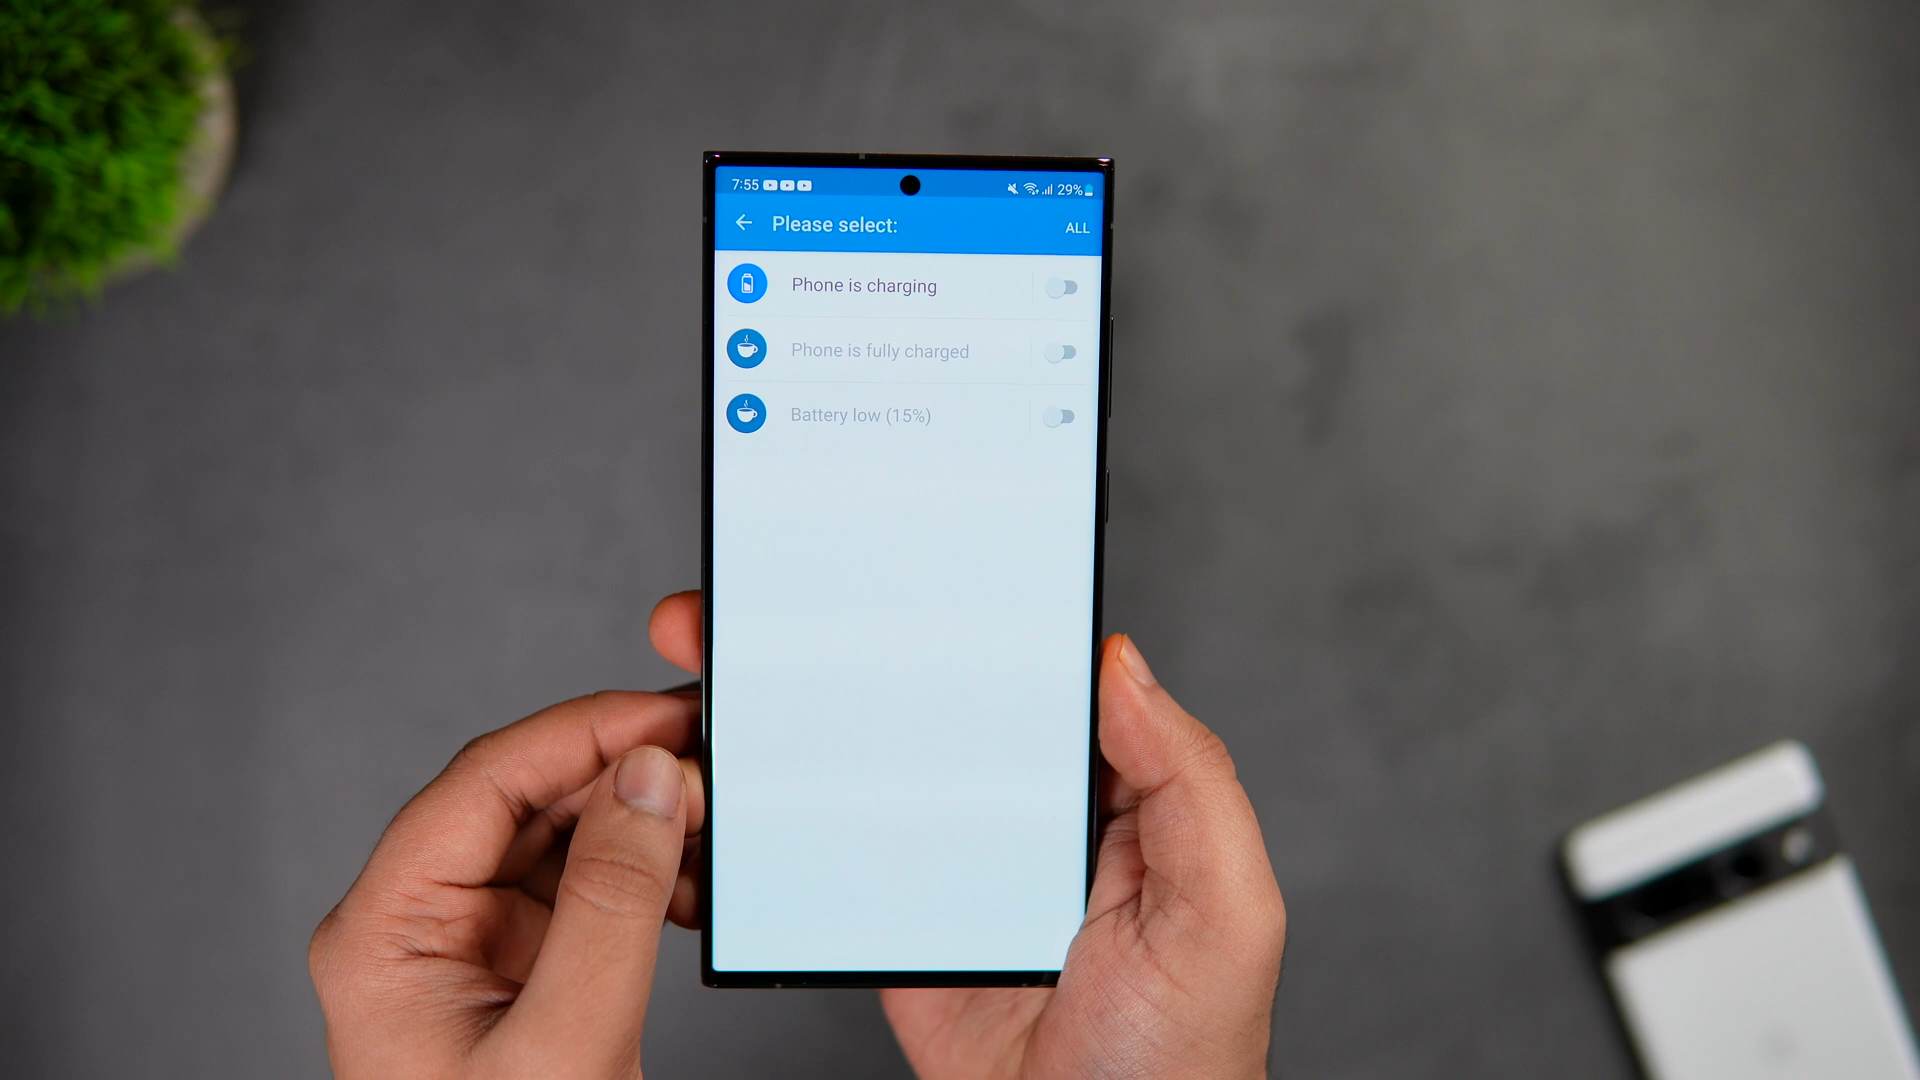 7:55 29%
Please select: ALL
Phone is charging
Phone is fully charged
Battery low (15%)